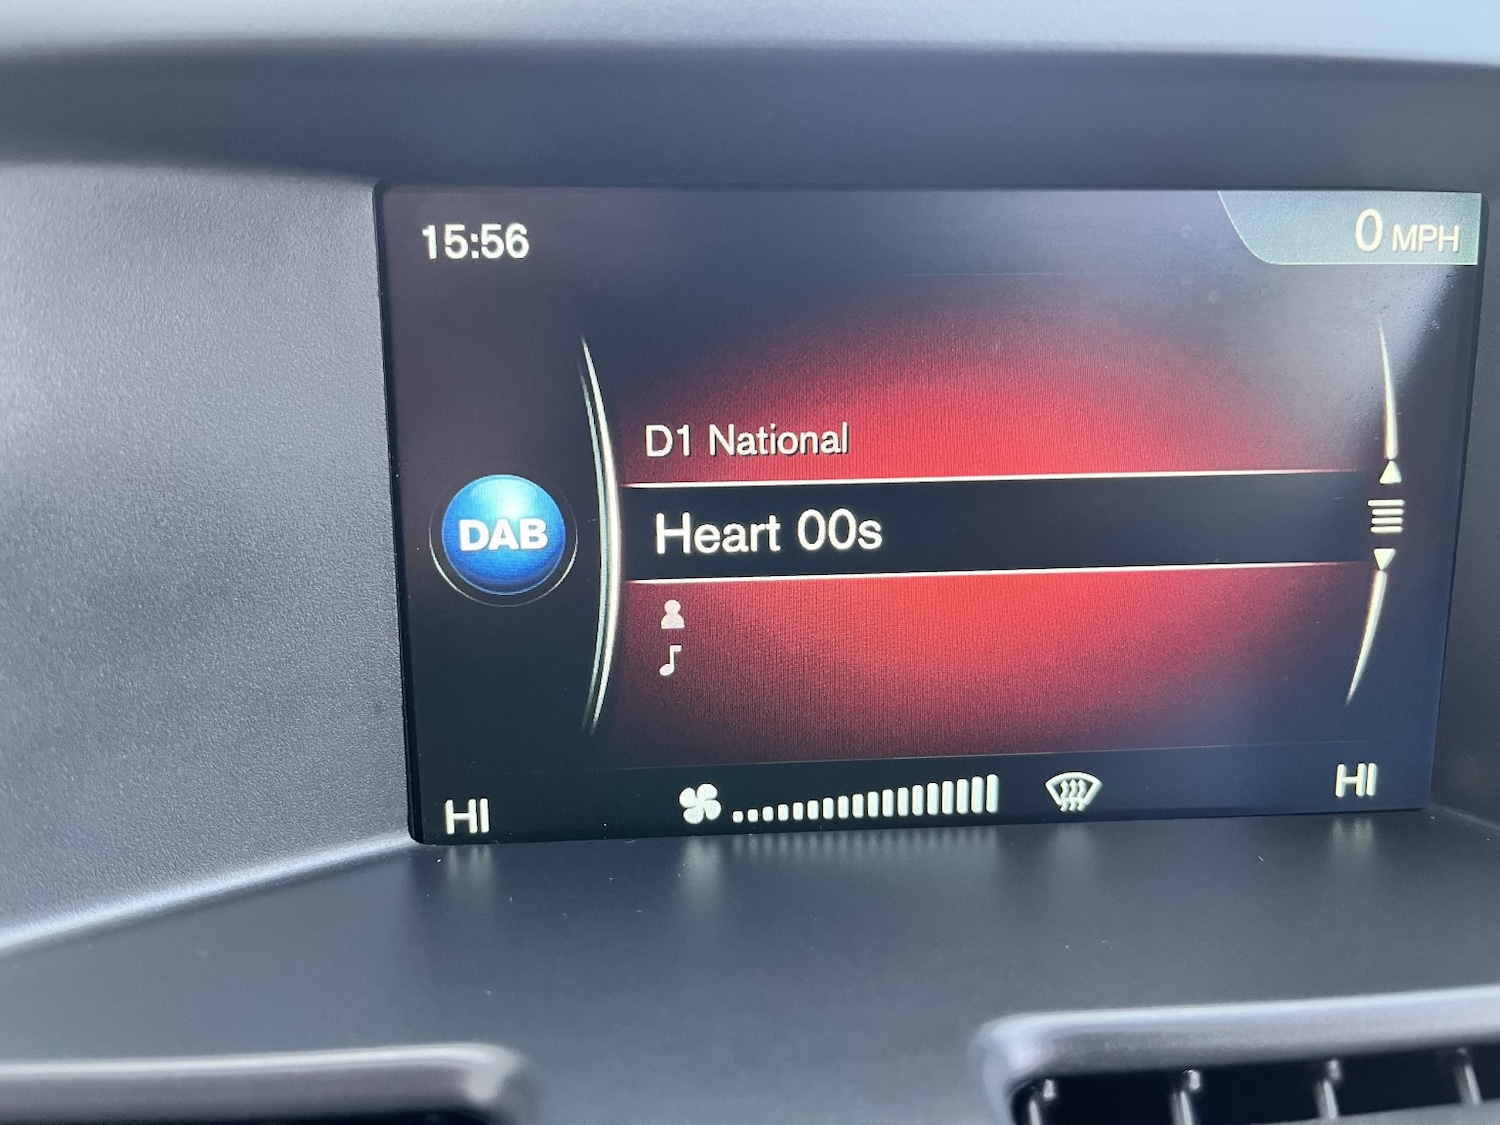 15:56
0 MPH
D1 National
DAB
Heart 00s
HI
HI